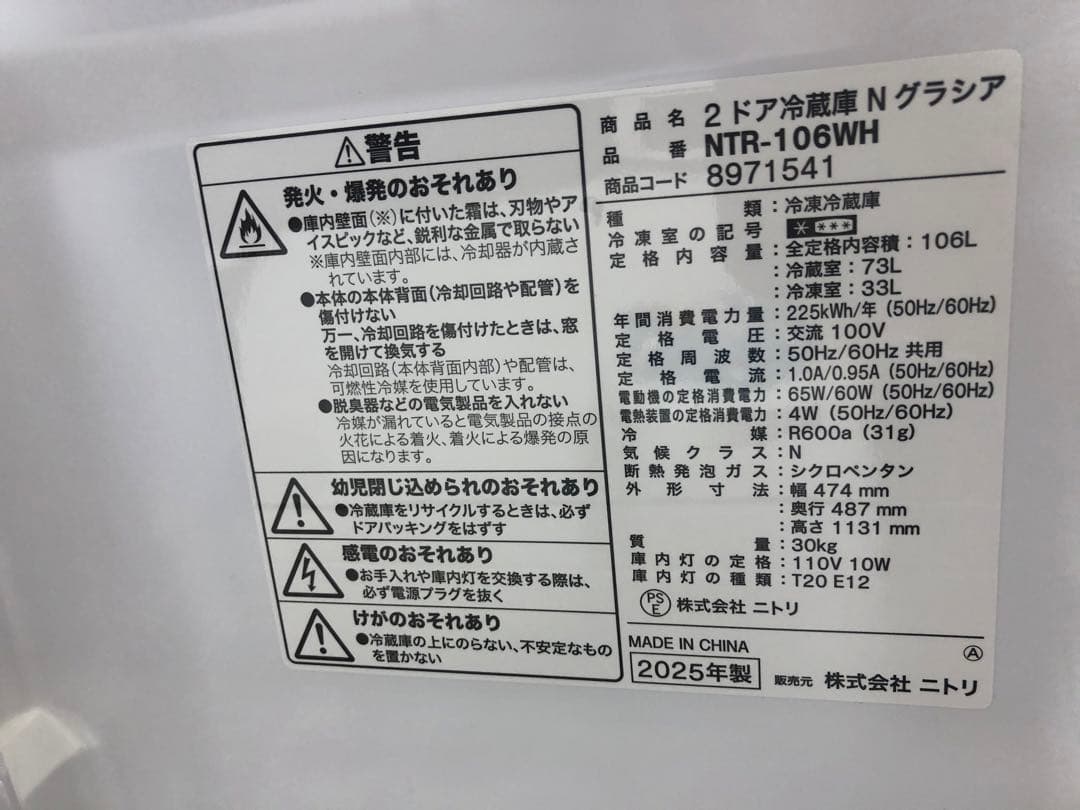 ⚠警告
発火・爆発のおそれあり
●庫内壁面(※)に付いた霜は、刃物やア
イスピックなど、鋭利な金属で取らない
※庫内壁面内部には、冷却器が内蔵さ
れています。
●本体の本体背面(冷却回路や配管)を
傷付けない
万一、冷却回路を傷付けたときは、窓
を開けて換気する
冷却回路(本体背面内部)や配管は、
可燃性冷媒を使用しています。
●脱臭器などの電気製品を入れない
冷媒が漏れていると電気製品の接点の
火花による着火、着火による爆発の原
因になります。
幼児閉じ込められのおそれあり
●冷蔵庫をリサイクルするときは、必ず
ドアパッキングをはずす
感電のおそれあり
●お手入れや庫内灯を交換する際は、
必ず電源プラグを抜く
けがのおそれあり
●冷蔵庫の上にのらない、不安定なもの
を置かない
商品名 2ドア冷蔵庫 N グラシア
品番 NTR-106WH
商品コード 8971541
種類:冷凍冷蔵庫
冷凍室の記号:* ***
定格内容量:全定格内容積:106L
:冷蔵室:73L
:冷凍室:33L
年間消費電力量:225kWh/年 (50Hz/60Hz)
定格電圧:交流 100V
定格周波数:50Hz/60Hz 共用
定格電流:1.0A/0.95A (50Hz/60Hz)
電動機の定格消費電力:65W/60W (50Hz/60Hz)
電熱装置の定格消費電力:4W (50Hz/60Hz)
冷媒:R600a (31g)
気候クラス:N
断熱発泡ガス:シクロペンタン
外形寸法:幅 474 mm
:奥行 487 mm
:高さ 1131 mm
質量:30kg
庫内灯の定格:110V 10W
庫内灯の種類:T20 E12
PSE 株式会社 ニトリ
MADE IN CHINA Ⓐ
2025年製 販売元 株式会社 ニトリ